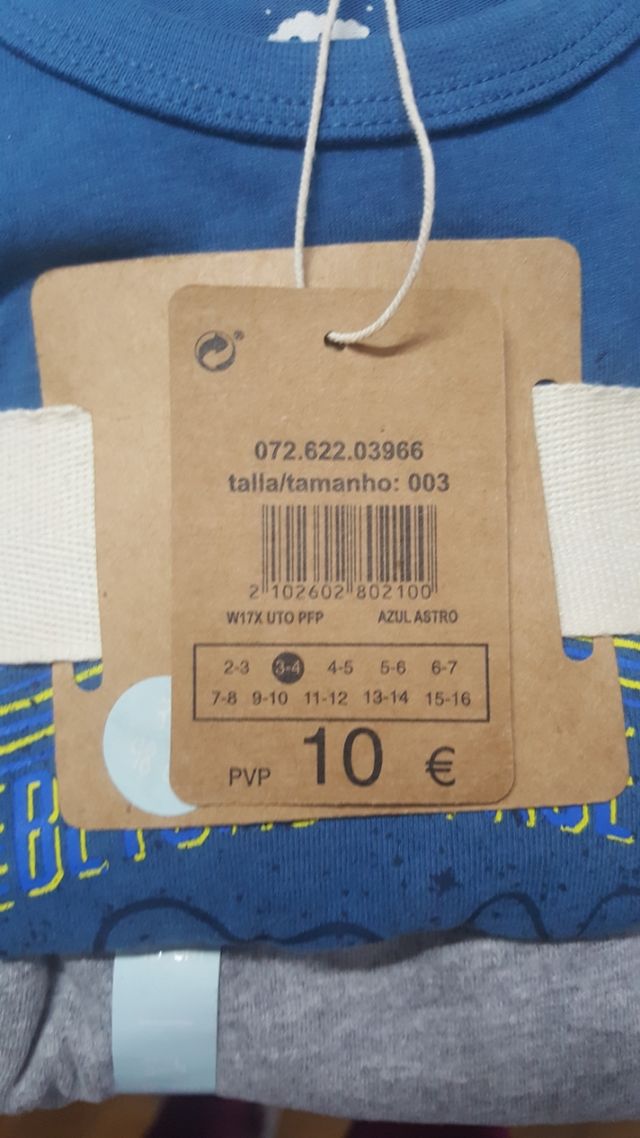 072.622.03966
talla/tamanho: 003
2 102602 802100
W17X UTO PFP AZUL ASTRO
2-3 3-4 4-5 5-6 6-7
7-8 9-10 11-12 13-14 15-16
PVP 10 €